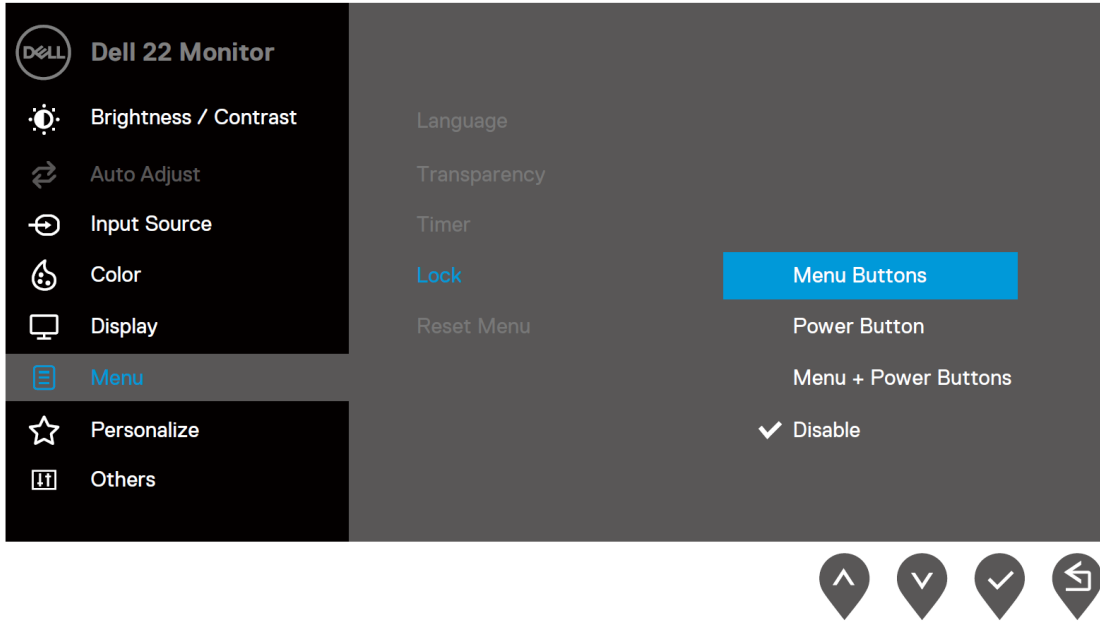 DELL Dell 22 Monitor
Brightness / Contrast
Auto Adjust
Input Source
Color
Display
Menu
Personalize
Others
Language
Transparency
Timer
Lock
Reset Menu
Menu Buttons
Power Button
Menu + Power Buttons
Disable